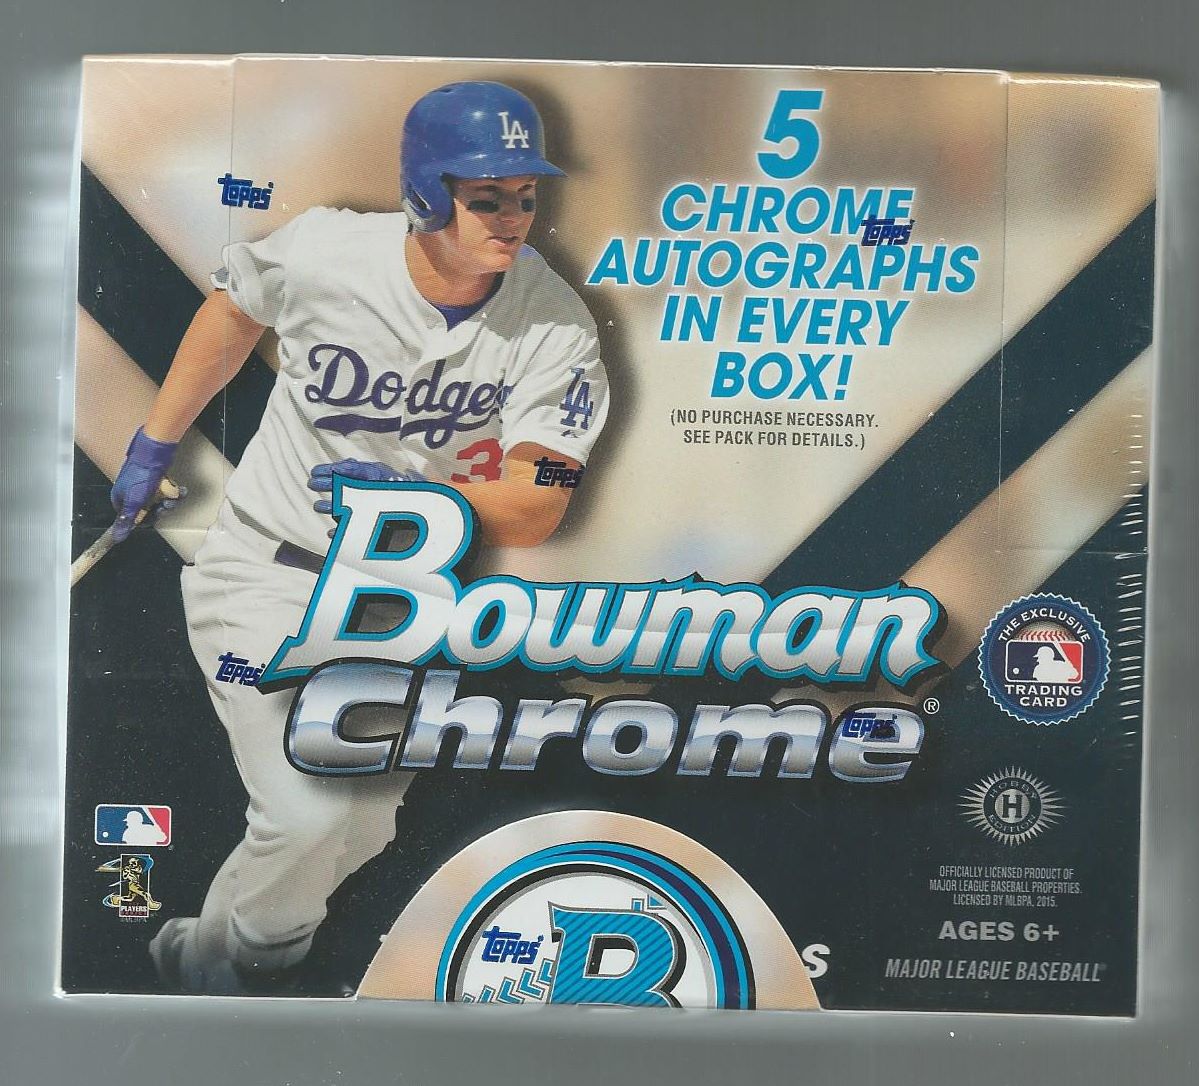 LA
5
CHROME
AUTOGRAPHS
IN EVERY
BOX!
(NO PURCHASE NECESSARY.
SEE PACK FOR DETAILS.)
topps
topps
Dodgers
LA
3
topps
Bowman
Chrome®
topps
topps
THE EXCLUSIVE
TRADING
CARD
HOBBY
H
EDITION
PLAYERS
OFFICIALLY LICENSED PRODUCT OF
MAJOR LEAGUE BASEBALL PROPERTIES.
LICENSED BY MLBPA, 2015.
AGES 6+
MAJOR LEAGUE BASEBALL®
topps
B
S